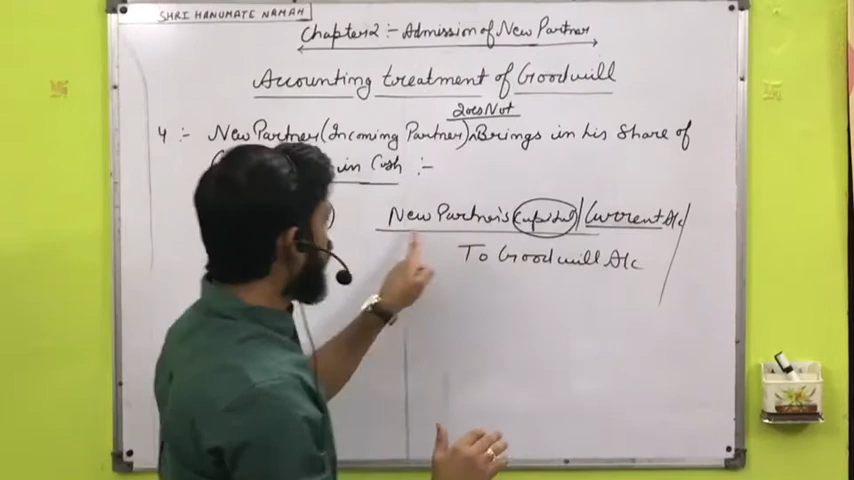 SHRI HANUMATE NAMAH
Chapter 2 :- Admission of New Partner
Accounting treatment of Goodwill
Does Not
4 :- New Partner (Incoming Partner) ^ Brings in his Share of
in Cash :-
New Partner's Capital / Current A/c
To Goodwill A/c